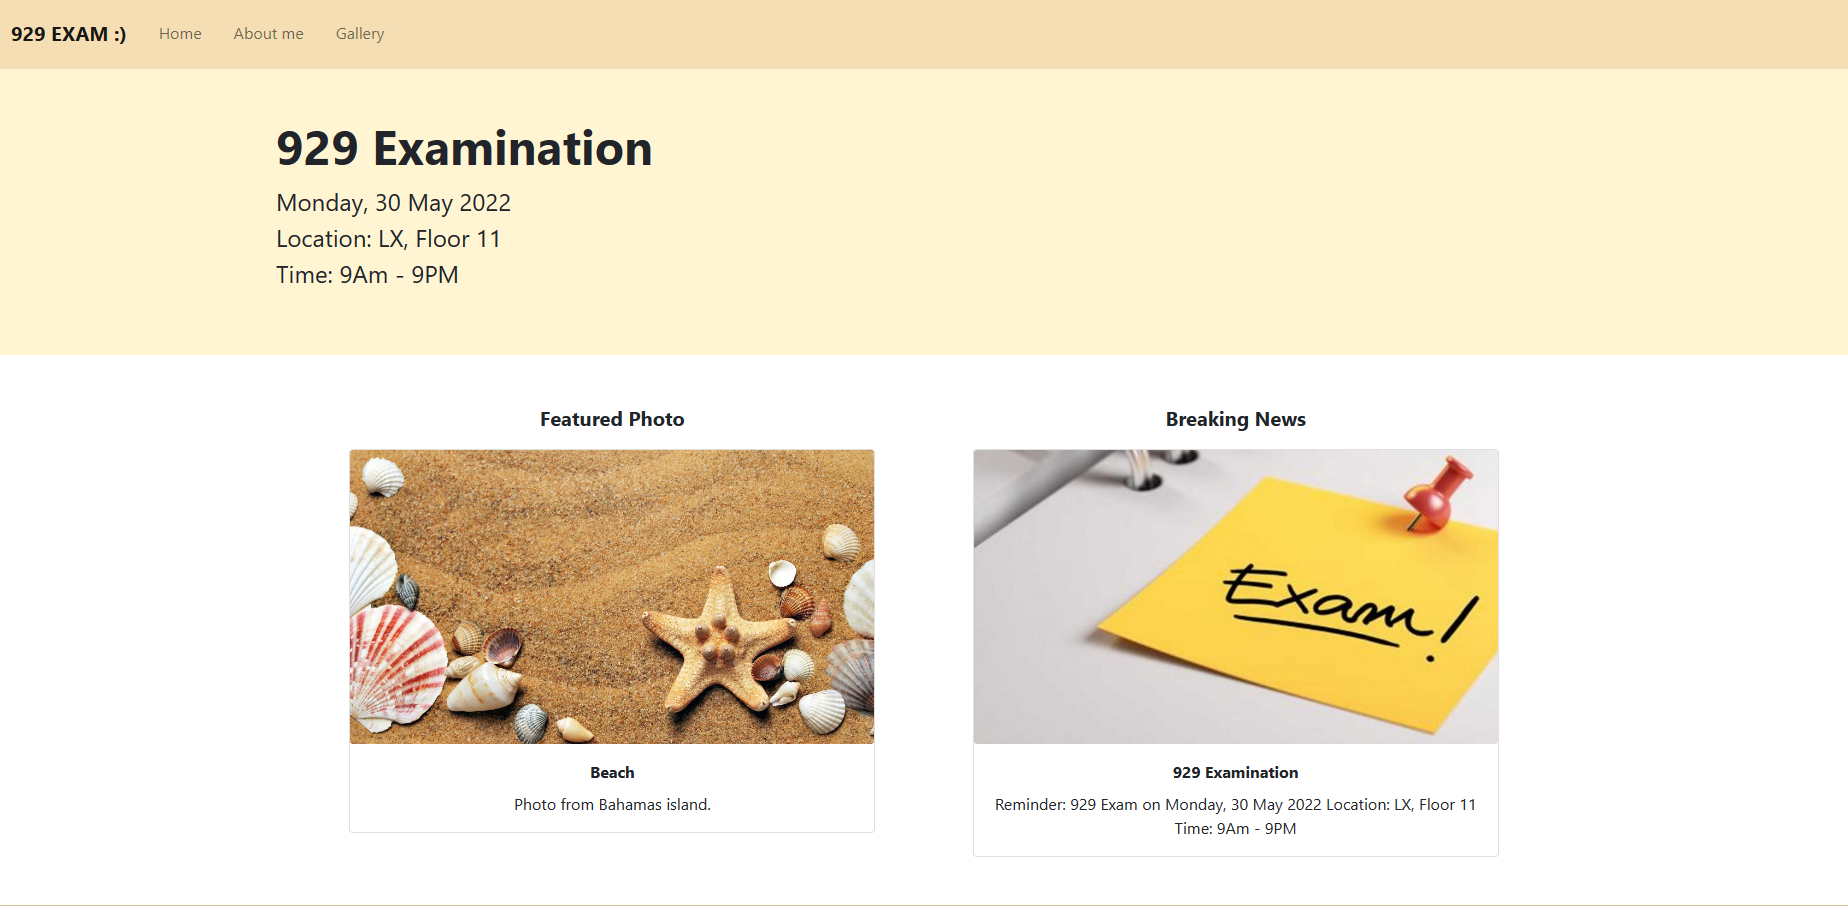 929 EXAM :) Home About me Gallery
929 Examination
Monday, 30 May 2022
Location: LX, Floor 11
Time: 9Am - 9PM
Featured Photo
Beach
Photo from Bahamas island.
Breaking News
Exam!
929 Examination
Reminder: 929 Exam on Monday, 30 May 2022 Location: LX, Floor 11
Time: 9Am - 9PM